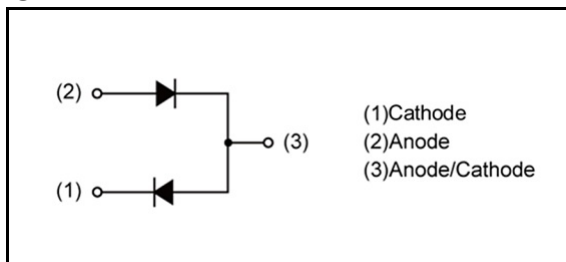 (2)
(3)
(1)
(1)Cathode
(2)Anode
(3)Anode/Cathode